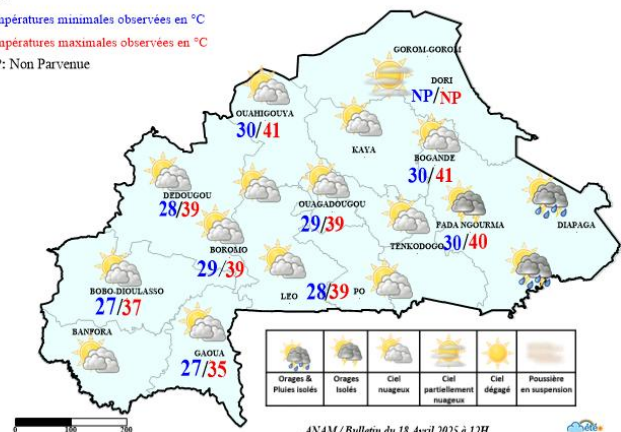 mpératures minimales observées en °C
mpératures maximales observées en °C
P: Non Parvenue
GOROM-GOROM
DORI
NP/NP
OUAHIGOUYA
30/41
KAYA
BOGANDE
30/41
DEDOUGOU
28/39
OUAGADOUGOU
29/39
FADA NGOURMA
30/40
DIAPAGA
TENKODOGO
BOROMO
29/39
BOBO-DIOULASSO
27/37
LEO
28/39
PO
BANFORA
GAOUA
27/35
Orages & Pluies isolés
Orages Isolés
Ciel nuageux
Ciel partiellement nuageux
Ciel dégagé
Poussière en suspension
100
200
ANAM / Bulletin du 18 Avril 2025 à 12H